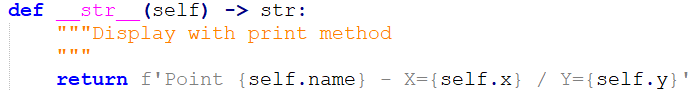 def __str__(self) -> str:
    """Display with print method
    """
    return f'Point {self.name} - X={self.x} / Y={self.y}'